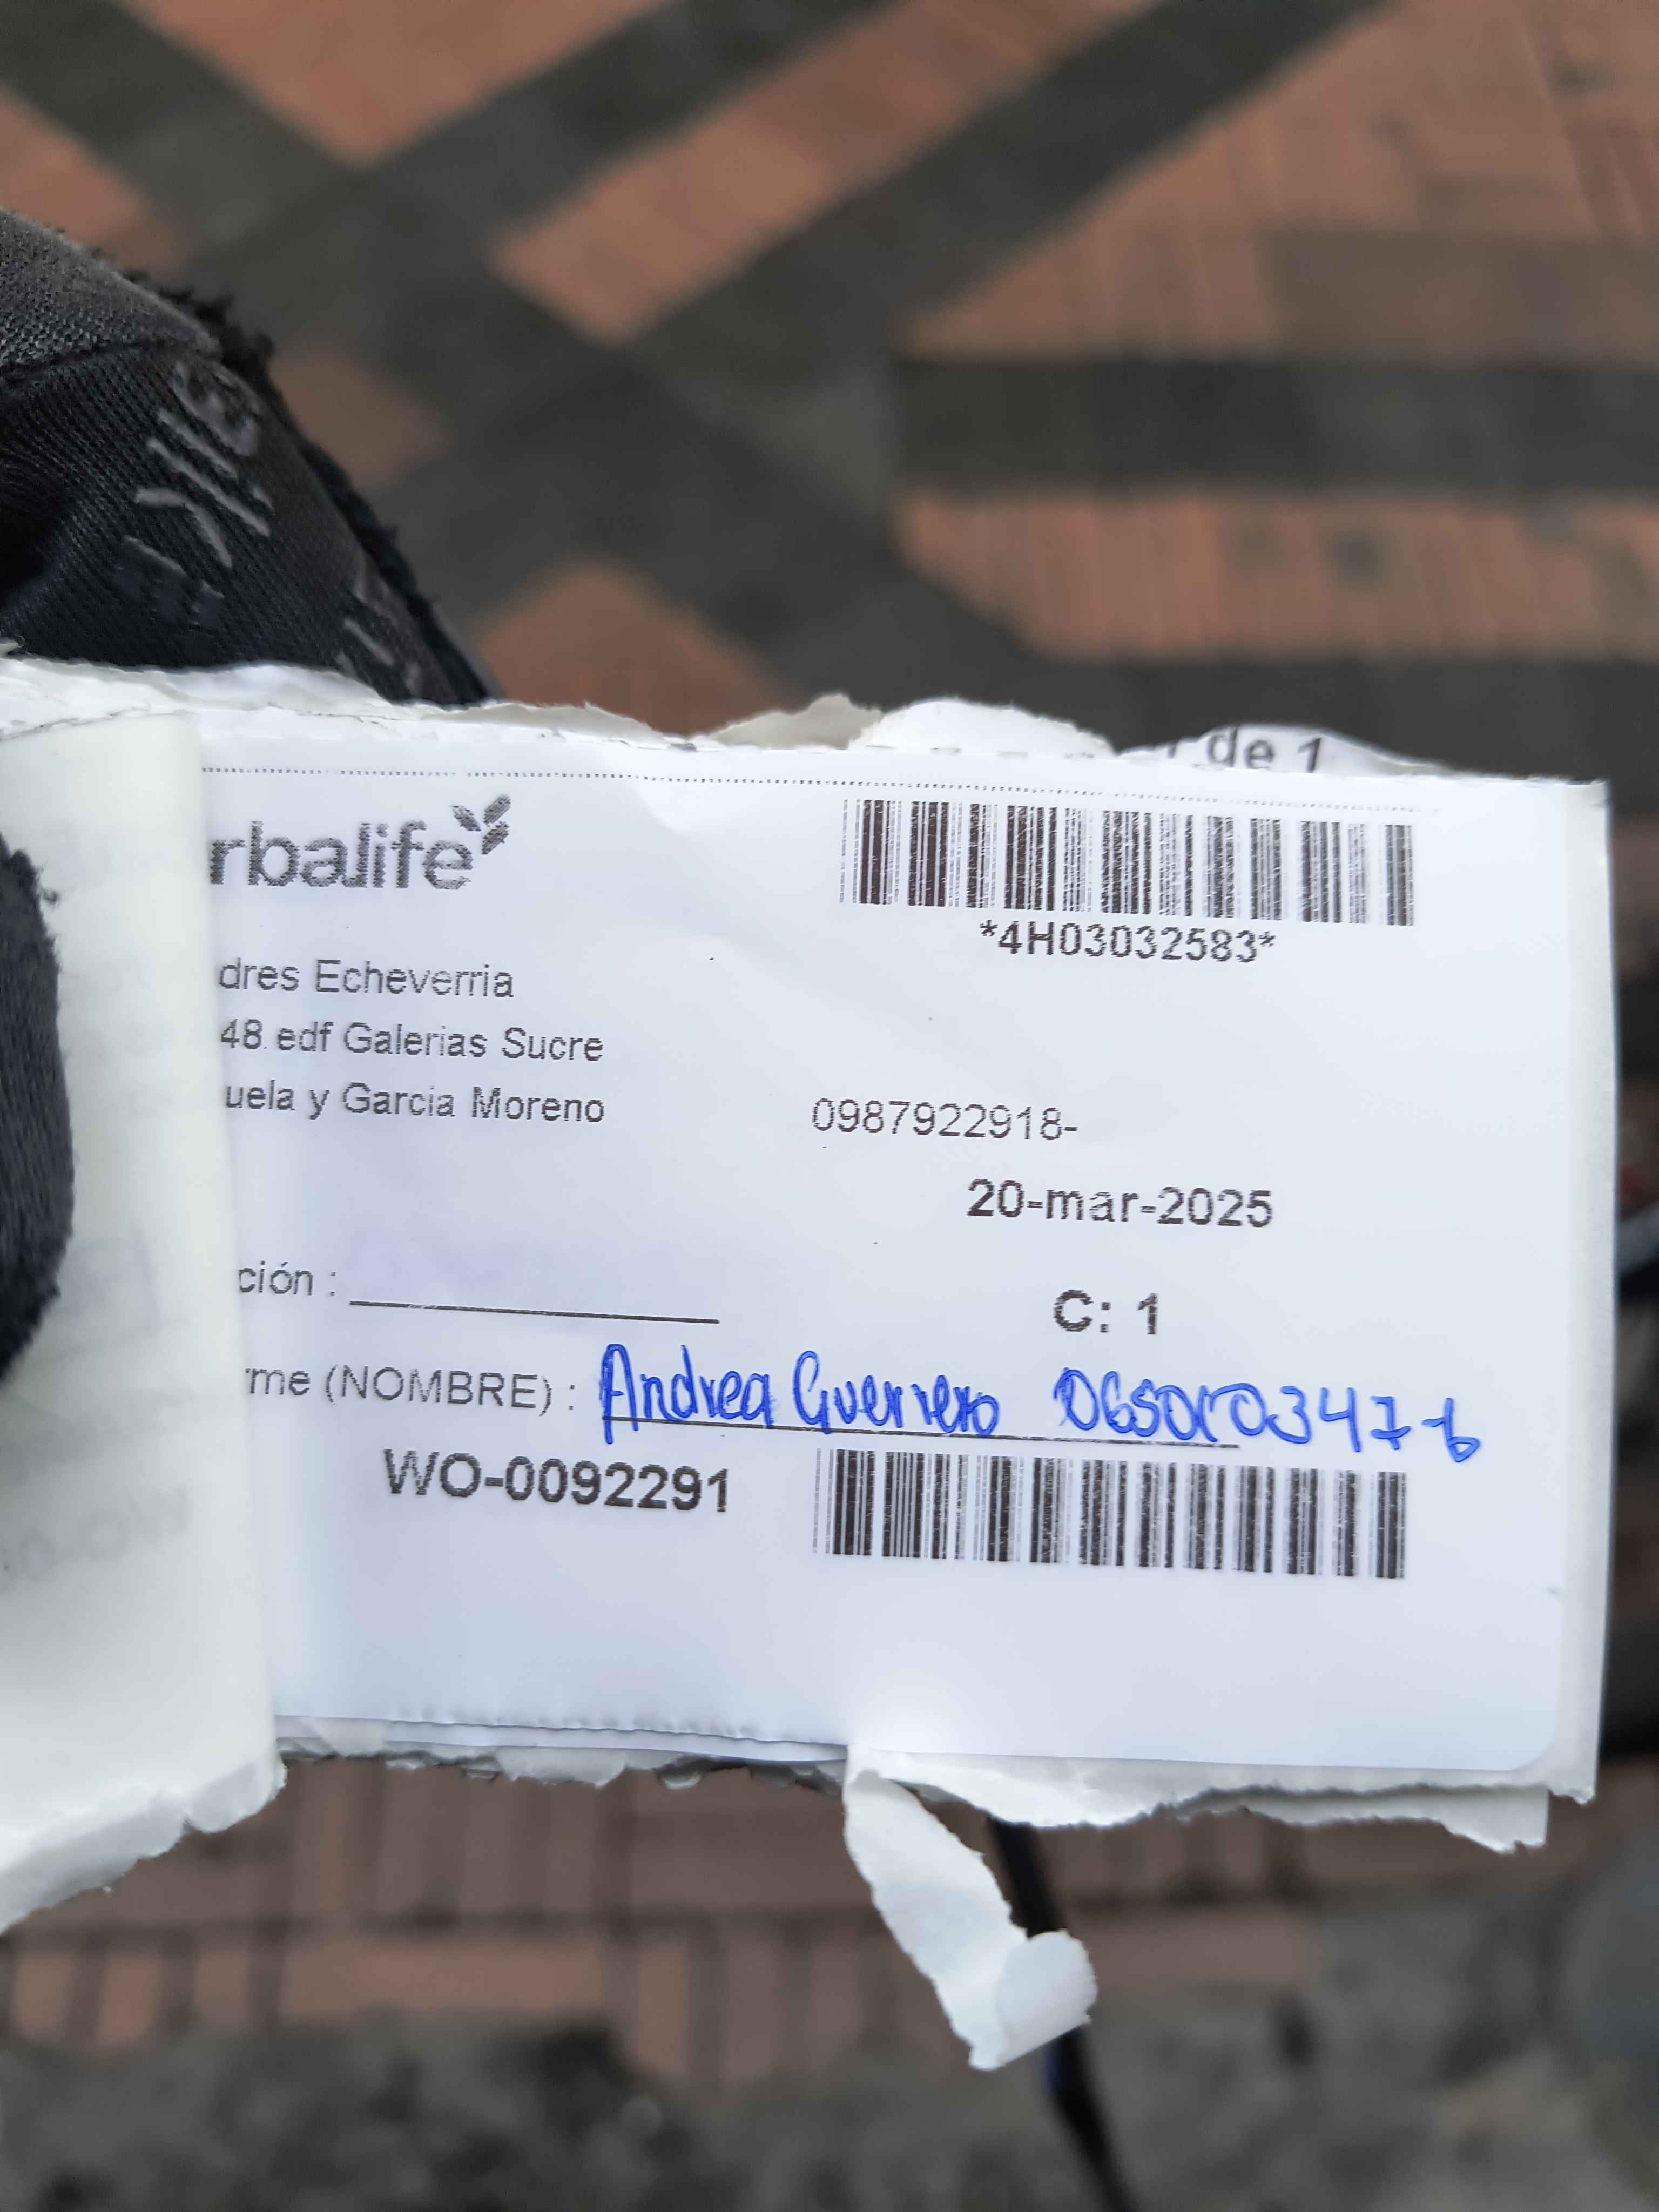 de 1
rbalife
*4H03032583*
dres Echeverria
48 edf Galerias Sucre
uela y Garcia Moreno
0987922918-
20-mar-2025
ción :
C: 1
rme (NOMBRE) : Andrea Guerrero
WO-0092291